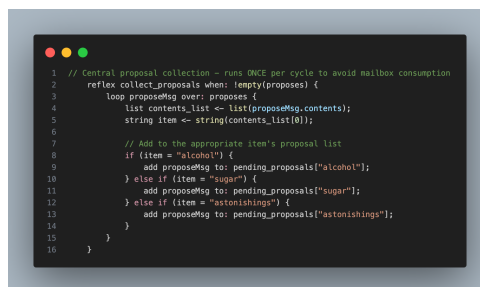 1 // Central proposal collection – runs ONCE per cycle to avoid mailbox consumption
2 reflex collect_proposals when: !empty(proposes) {
3 loop proposeMsg over: proposes {
4 list contents_list <- list(proposeMsg.contents);
5 string item <- string(contents_list[0]);
6
7 // Add to the appropriate item's proposal list
8 if (item = "alcohol") {
9 add proposeMsg to: pending_proposals["alcohol"];
10 } else if (item = "sugar") {
11 add proposeMsg to: pending_proposals["sugar"];
12 } else if (item = "astonishings") {
13 add proposeMsg to: pending_proposals["astonishings"];
14 }
15 }
16 }